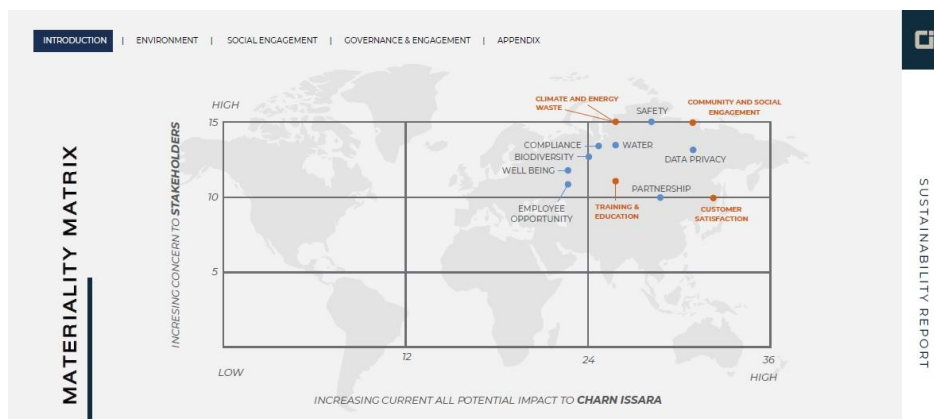 INTRODUCTION | ENVIRONMENT | SOCIAL ENGAGEMENT | GOVERNANCE & ENGAGEMENT | APPENDIX
MATERIALITY MATRIX
INCRESING CONCERN TO STAKEHOLDERS
HIGH
15
10
5
CLIMATE AND ENERGY
WASTE
SAFETY
COMMUNITY AND SOCIAL
ENGAGEMENT
COMPLIANCE
WATER
BIODIVERSITY
DATA PRIVACY
WELL BEING
PARTNERSHIP
EMPLOYEE
OPPORTUNITY
TRAINING &
EDUCATION
CUSTOMER
SATISFACTION
12
24
36
LOW
HIGH
INCREASING CURRENT ALL POTENTIAL IMPACT TO CHARN ISSARA
SUSTAINABILITY REPORT